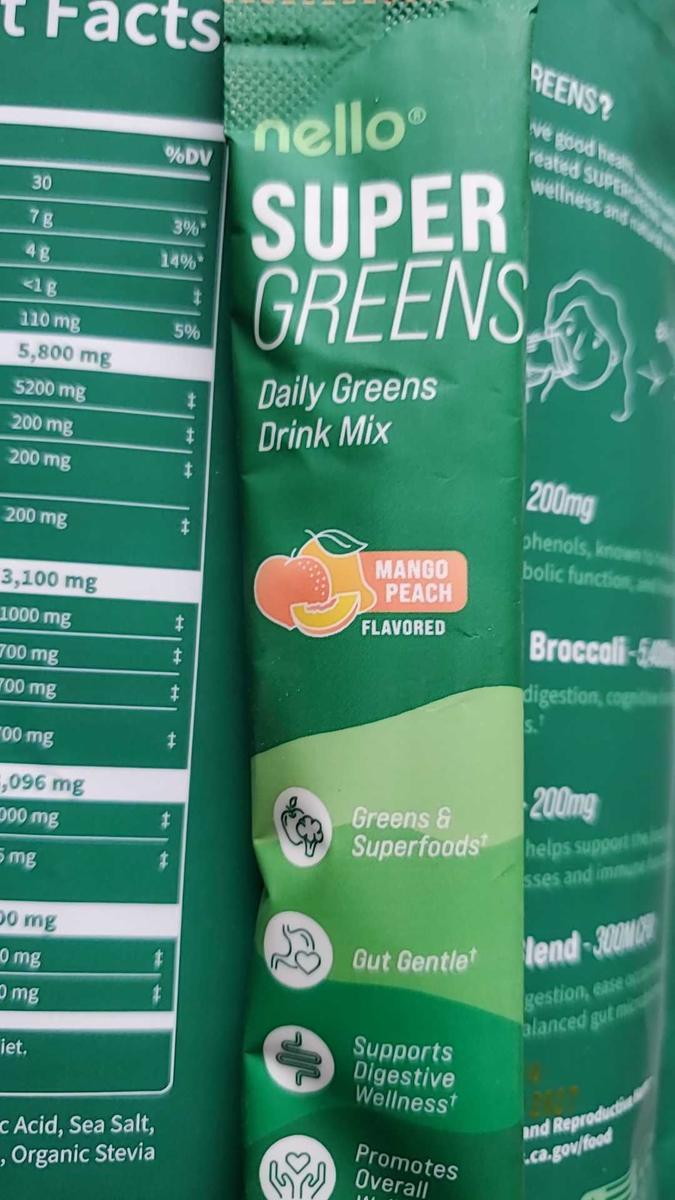 t Facts
%DV
30
7 g 3%*
4 g 14%*
<1 g ‡
110 mg 5%
5,800 mg
5200 mg ‡
200 mg ‡
200 mg ‡
200 mg ‡
3,100 mg
1000 mg ‡
700 mg ‡
700 mg ‡
00 mg ‡
,096 mg
000 mg ‡
5 mg ‡
00 mg
0 mg ‡
0 mg ‡
iet.
c Acid, Sea Salt,
, Organic Stevia
nello®
SUPER
GREENS
Daily Greens
Drink Mix
MANGO
PEACH
FLAVORED
Greens &
Superfoods†
Gut Gentle†
Supports
Digestive
Wellness†
Promotes
Overall
REENS?
ve good
reated
wellness and
200mg
phenols, known
bolic function,
Broccoli -
digestion,
s.†
200mg
helps support
sses and
lend - 300M CFU
gestion, ease
alanced gut
and Reproductive
.ca.gov/food